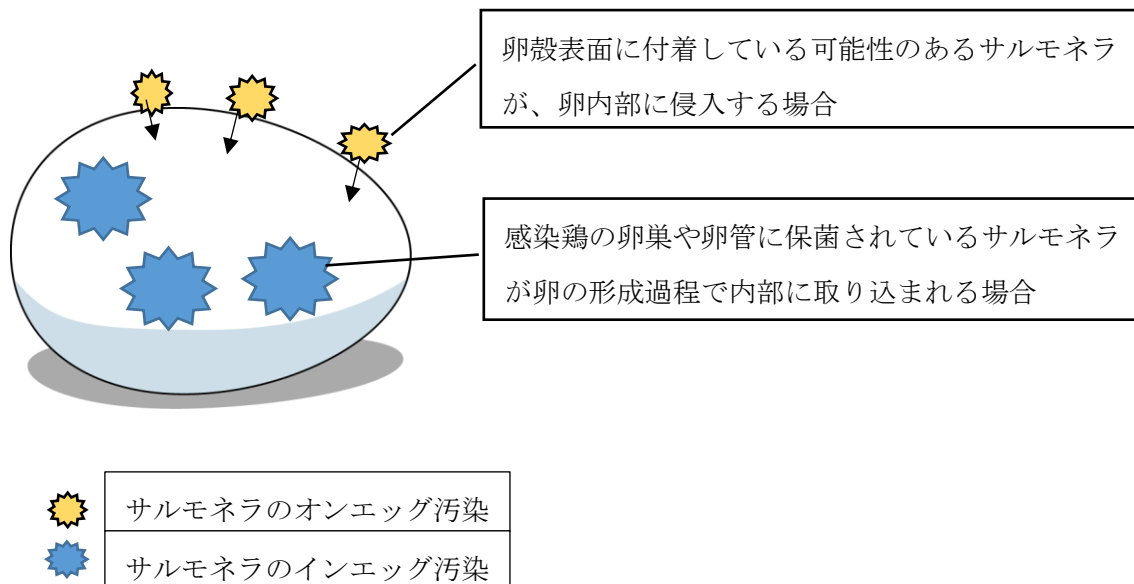 卵殻表面に付着している可能性のあるサルモネラ
が、卵内部に侵入する場合
感染鶏の卵巣や卵管に保菌されているサルモネラ
が卵の形成過程で内部に取り込まれる場合
サルモネラのオンエッグ汚染
サルモネラのインエッグ汚染